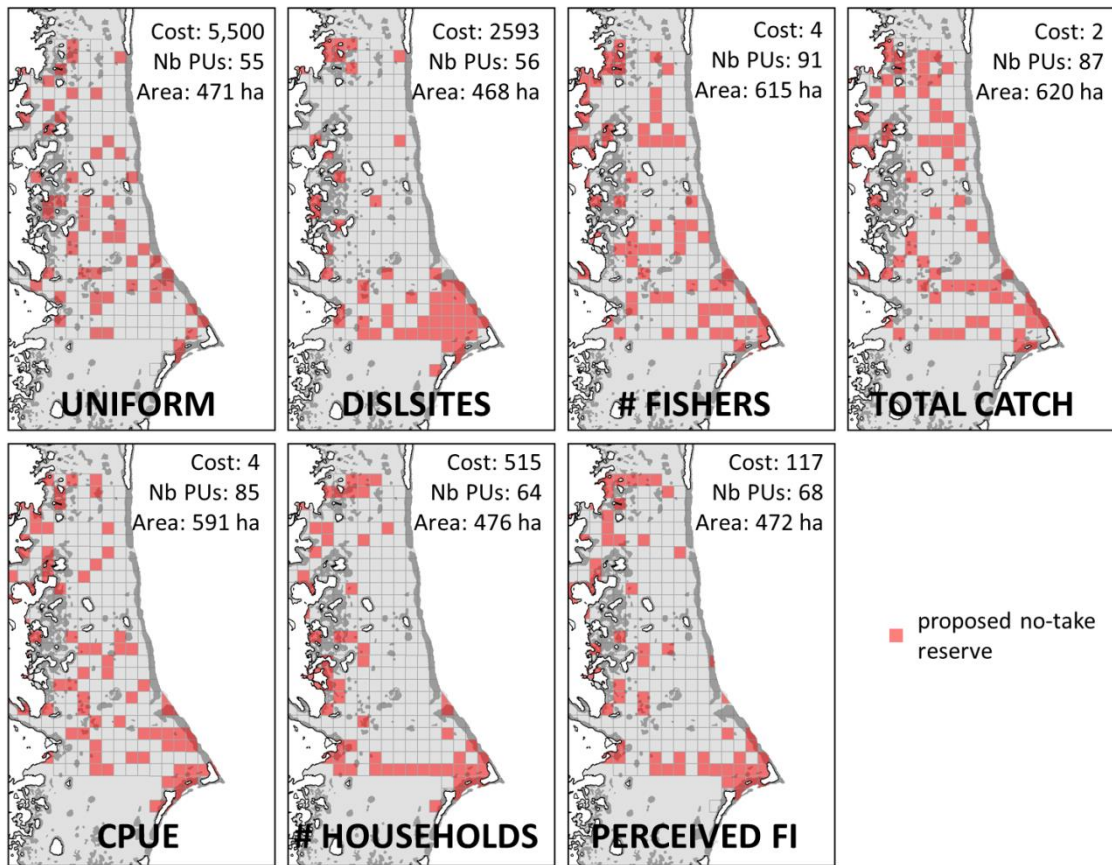 Cost: 5,500
Nb PUs: 55
Area: 471 ha
UNIFORM
Cost: 2593
Nb PUs: 56
Area: 468 ha
DISLSITES
Cost: 4
Nb PUs: 91
Area: 615 ha
# FISHERS
Cost: 2
Nb PUs: 87
Area: 620 ha
TOTAL CATCH
Cost: 4
Nb PUs: 85
Area: 591 ha
CPUE
Cost: 515
Nb PUs: 64
Area: 476 ha
# HOUSEHOLDS
Cost: 117
Nb PUs: 68
Area: 472 ha
PERCEIVED FI
proposed no-take
reserve